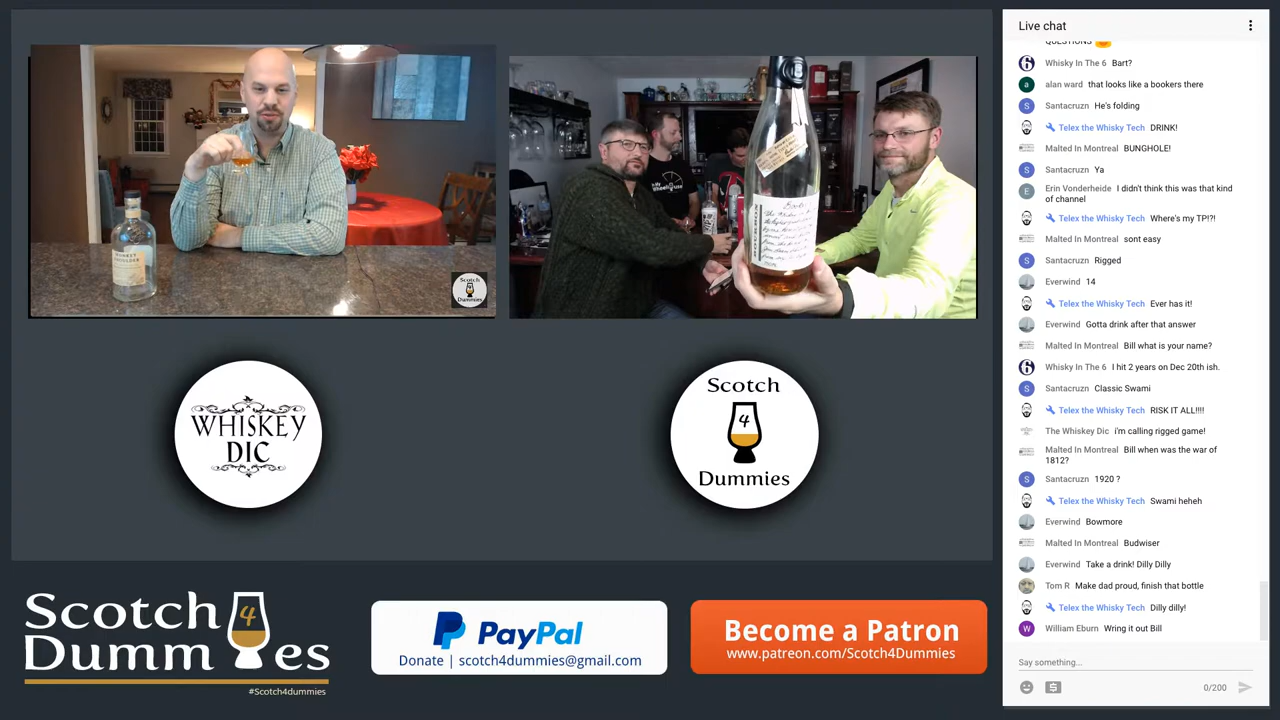 MONKEY
SHOULDER
Scotch
4
Dummies
WHISKEY
DIC
Scotch
4
Dummies
Scotch
4
Dummies
#Scotch4dummies
PayPal
Donate | scotch4dummies@gmail.com
Become a Patron
www.patreon.com/Scotch4Dummies
Live chat
QUESTIONS
Whisky In The 6 Bart?
alan ward that looks like a bookers there
Santacruzn He's folding
Telex the Whisky Tech DRINK!
Malted In Montreal BUNGHOLE!
Santacruzn Ya
Erin Vonderheide I didn't think this was that kind
of channel
Telex the Whisky Tech Where's my TP!?!
Malted In Montreal sont easy
Santacruzn Rigged
Everwind 14
Telex the Whisky Tech Ever has it!
Everwind Gotta drink after that answer
Malted In Montreal Bill what is your name?
Whisky In The 6 I hit 2 years on Dec 20th ish.
Santacruzn Classic Swami
Telex the Whisky Tech RISK IT ALL!!!!
The Whiskey Dic i'm calling rigged game!
Malted In Montreal Bill when was the war of
1812?
Santacruzn 1920 ?
Telex the Whisky Tech Swami heheh
Everwind Bowmore
Malted In Montreal Budwiser
Everwind Take a drink! Dilly Dilly
Tom R Make dad proud, finish that bottle
Telex the Whisky Tech Dilly dilly!
William Eburn Wring it out Bill
Say something...
0/200